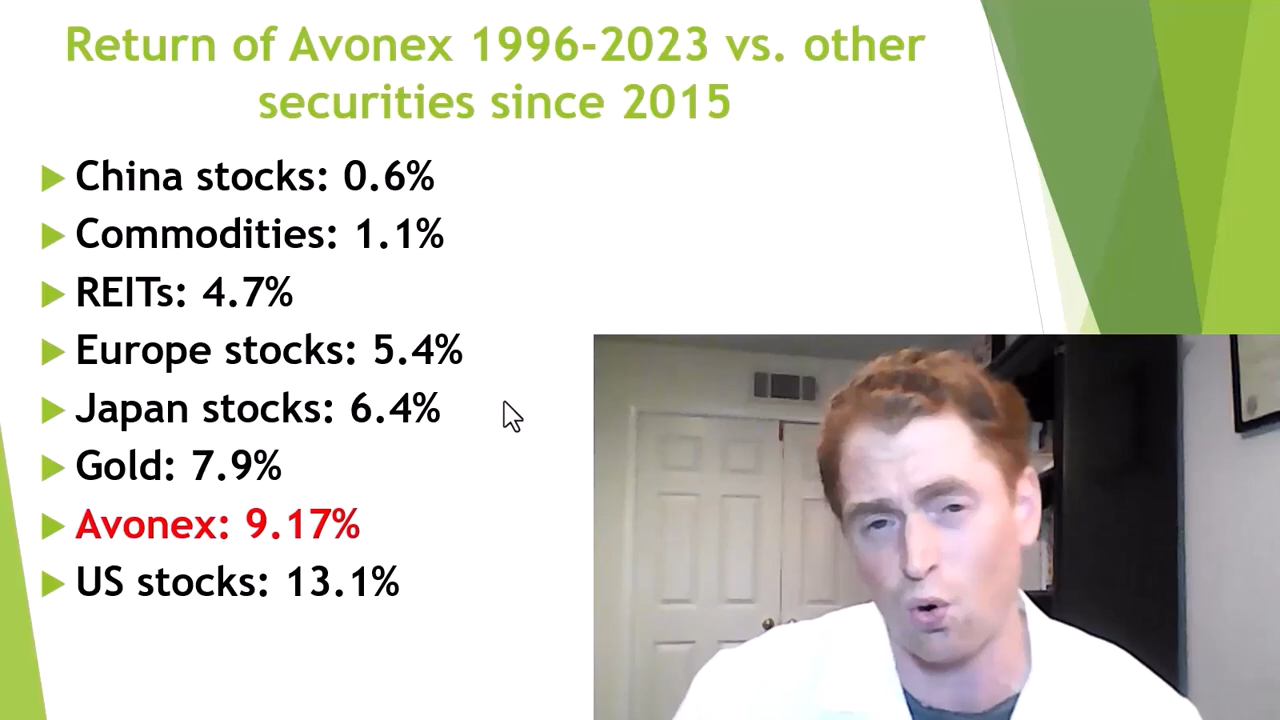 Return of Avonex 1996-2023 vs. other
securities since 2015
China stocks: 0.6%
Commodities: 1.1%
REITs: 4.7%
Europe stocks: 5.4%
Japan stocks: 6.4%
Gold: 7.9%
Avonex: 9.17%
US stocks: 13.1%